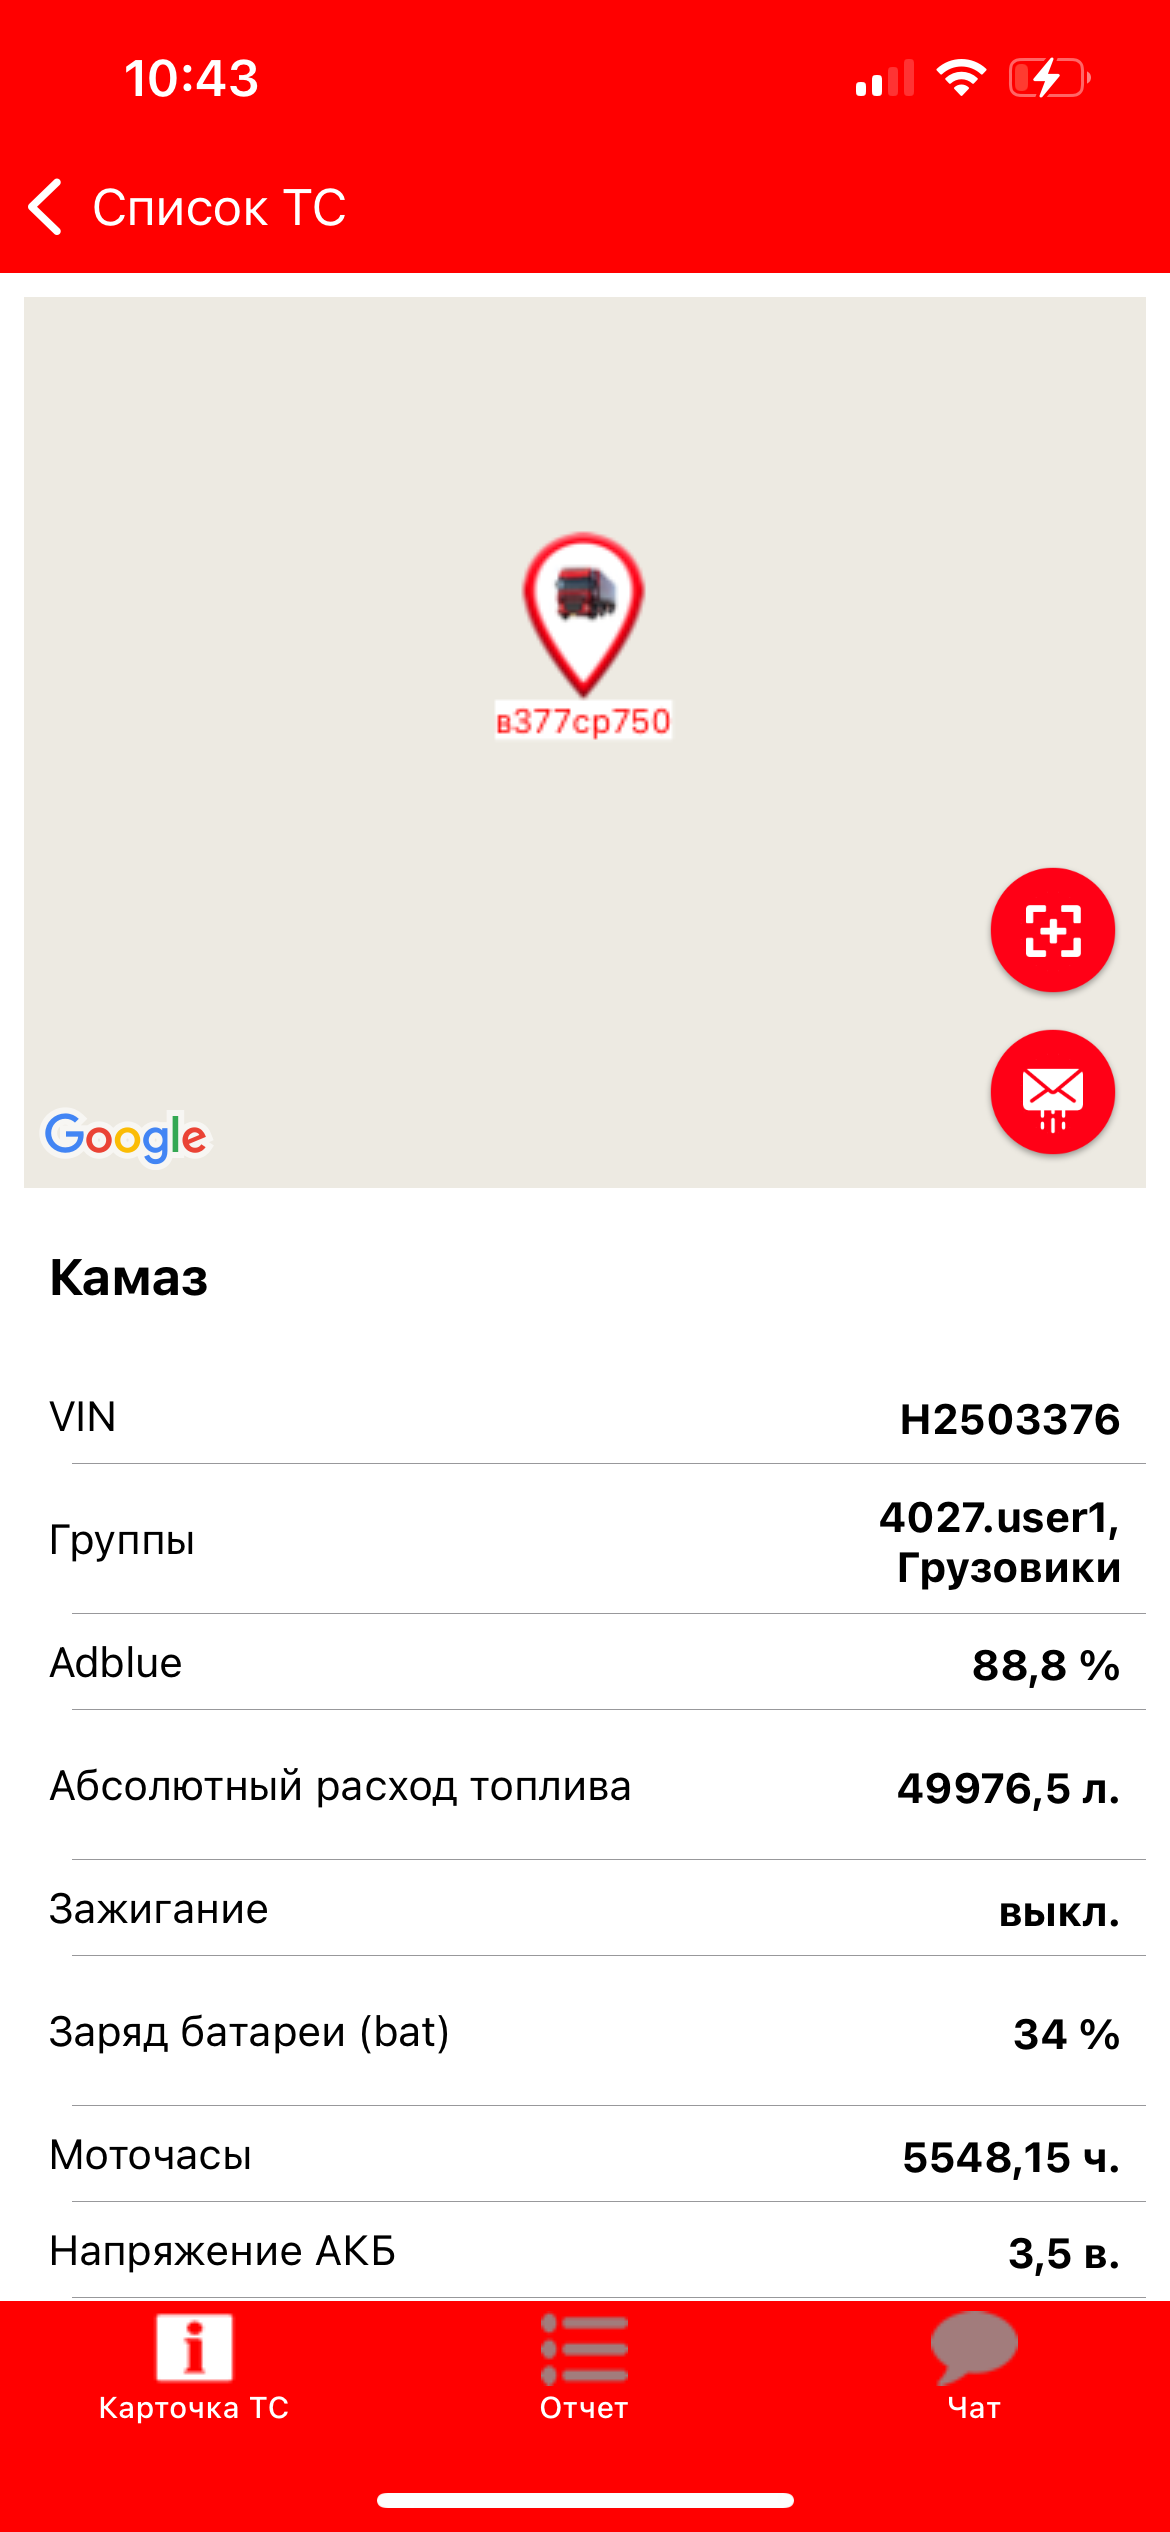 10:43
Список ТС
в377ср750
Google
Камаз
VIN
H2503376
Группы
4027.user1,
Грузовики
Adblue
88,8 %
Абсолютный расход топлива
49976,5 л.
Зажигание
выкл.
Заряд батареи (bat)
34 %
Моточасы
5548,15 ч.
Напряжение АКБ
3,5 в.
Карточка ТС
Отчет
Чат